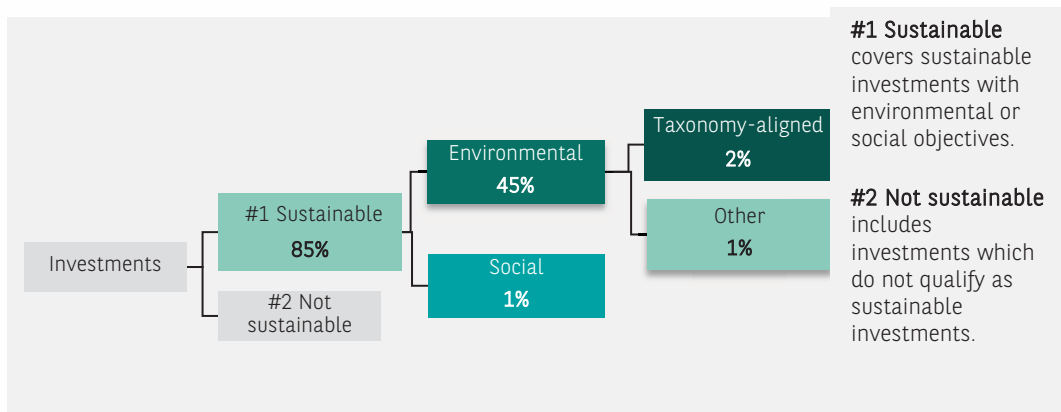 Investments
#1 Sustainable
85%
#2 Not
sustainable
Environmental
45%
Social
1%
Taxonomy-aligned
2%
Other
1%
#1 Sustainable
covers sustainable
investments with
environmental or
social objectives.
#2 Not sustainable
includes
investments which
do not qualify as
sustainable
investments.